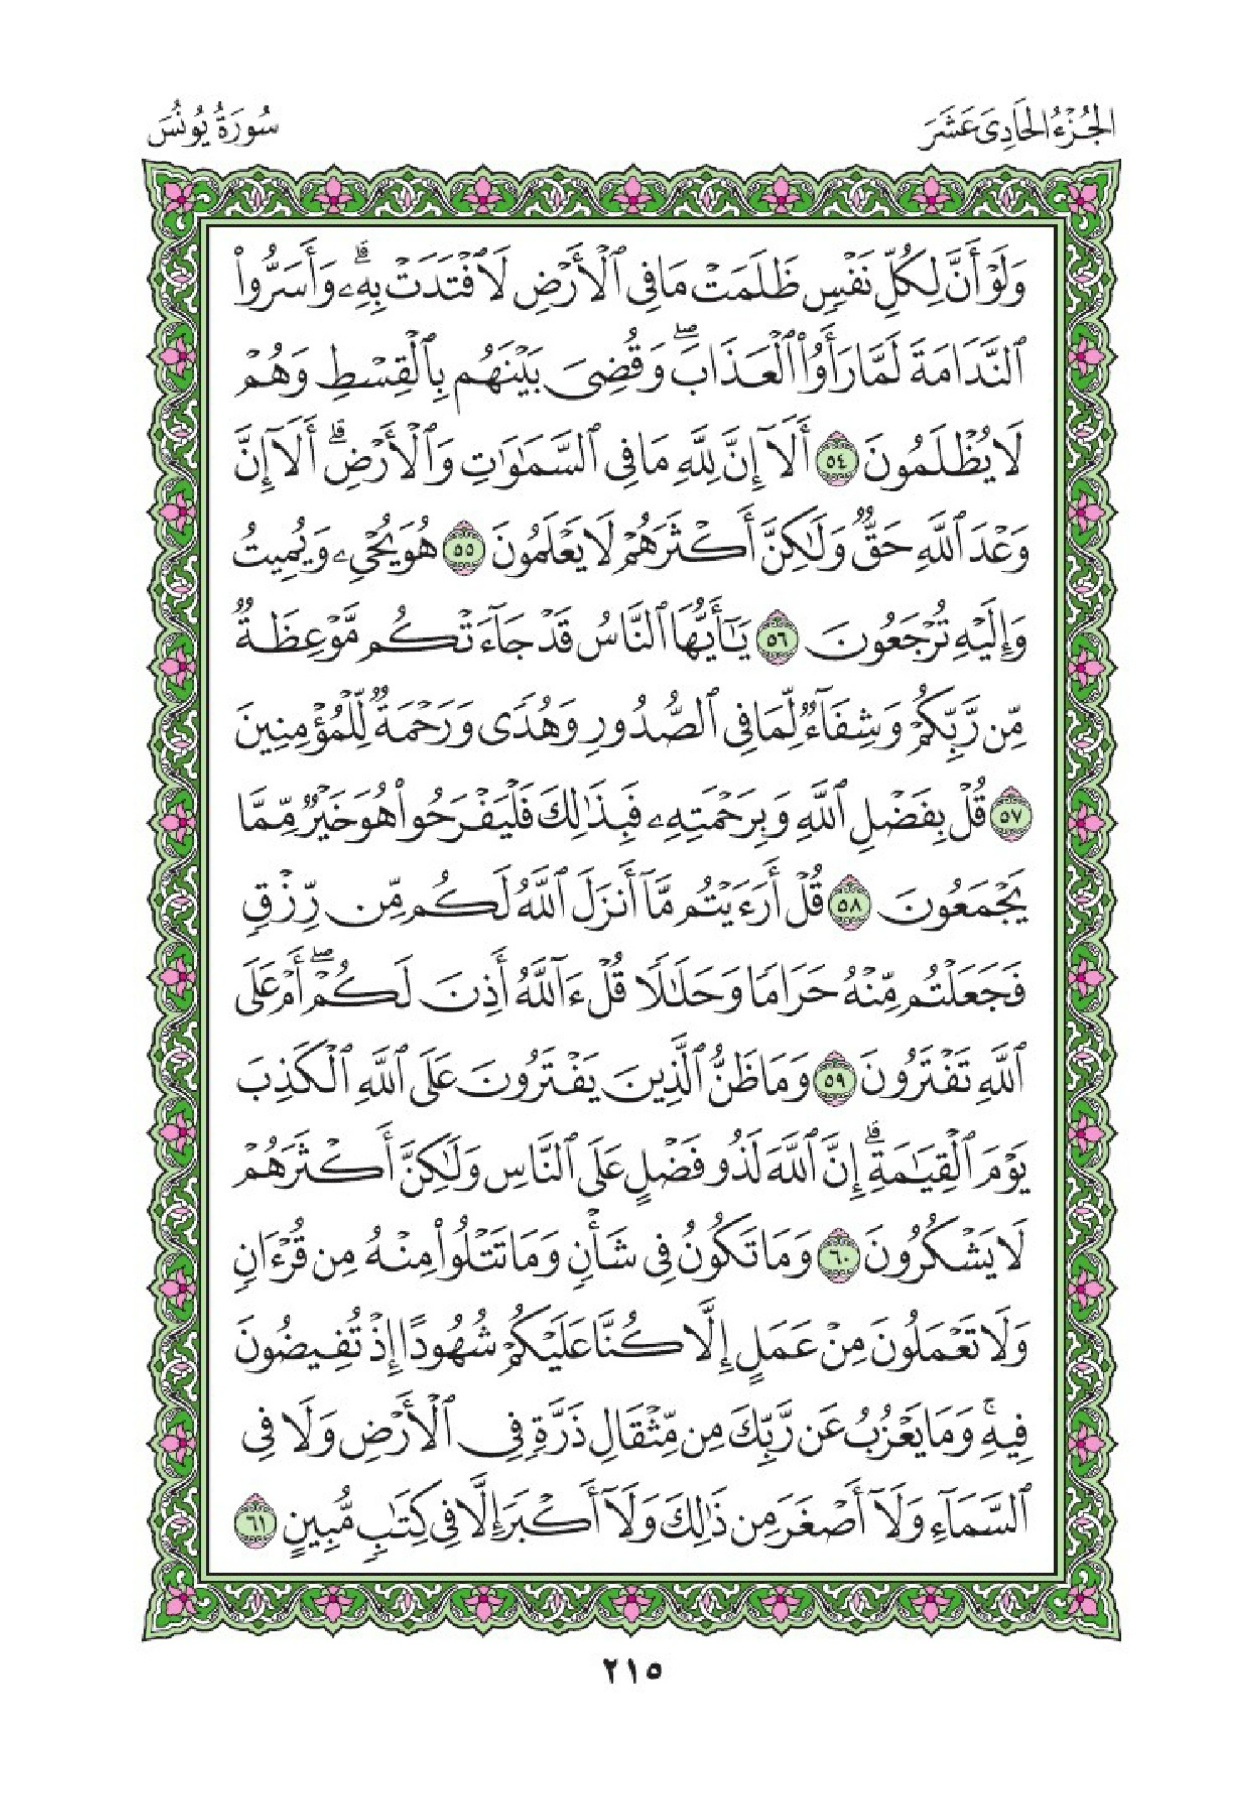 الجُزْءُ الحَادِى عَشَرَ
سُورَةُ يُونُسَ
وَلَوْ أَنَّ لِكُلِّ نَفْسٍ ظَلَمَتْ مَا فِى ٱلْأَرْضِ لَٱفْتَدَتْ بِهِۦ ۗ وَأَسَرُّوا۟
ٱلنَّدَامَةَ لَمَّا رَأَوُا۟ ٱلْعَذَابَ ۖ وَقُضِىَ بَيْنَهُم بِٱلْقِسْطِ وَهُمْ
لَا يُظْلَمُونَ ٥٤ أَلَآ إِنَّ لِلَّهِ مَا فِى ٱلسَّمَٰوَٰتِ وَٱلْأَرْضِ ۗ أَلَآ إِنَّ
وَعْدَ ٱللَّهِ حَقٌّ وَلَٰكِنَّ أَكْثَرَهُمْ لَا يَعْلَمُونَ ٥٥ هُوَ يُحْىِۦ وَيُمِيتُ
وَإِلَيْهِ تُرْجَعُونَ ٥٦ يَٰٓأَيُّهَا ٱلنَّاسُ قَدْ جَآءَتْكُم مَّوْعِظَةٌ
مِّن رَّبِّكُمْ وَشِفَآءٌ لِّمَا فِى ٱلصُّدُورِ وَهُدًى وَرَحْمَةٌ لِّلْمُؤْمِنِينَ
٥٧ قُلْ بِفَضْلِ ٱللَّهِ وَبِرَحْمَتِهِۦ فَبِذَٰلِكَ فَلْيَفْرَحُوا۟ هُوَ خَيْرٌ مِّمَّا
يَجْمَعُونَ ٥٨ قُلْ أَرَءَيْتُم مَّآ أَنزَلَ ٱللَّهُ لَكُم مِّن رِّزْقٍ
فَجَعَلْتُم مِّنْهُ حَرَامًا وَحَلَٰلًا قُلْ ءَآللَّهُ أَذِنَ لَكُمْ ۖ أَمْ عَلَى
ٱللَّهِ تَفْتَرُونَ ٥٩ وَمَا ظَنُّ ٱلَّذِينَ يَفْتَرُونَ عَلَى ٱللَّهِ ٱلْكَذِبَ
يَوْمَ ٱلْقِيَٰمَةِ ۗ إِنَّ ٱللَّهَ لَذُو فَضْلٍ عَلَى ٱلنَّاسِ وَلَٰكِنَّ أَكْثَرَهُمْ
لَا يَشْكُرُونَ ٦٠ وَمَا تَكُونُ فِى شَأْنٍ وَمَا تَتْلُوا۟ مِنْهُ مِن قُرْءَانٍ
وَلَا تَعْمَلُونَ مِنْ عَمَلٍ إِلَّا كُنَّا عَلَيْكُمْ شُهُودًا إِذْ تُفِيضُونَ
فِيهِ ۚ وَمَا يَعْزُبُ عَن رَّبِّكَ مِن مِّثْقَالِ ذَرَّةٍ فِى ٱلْأَرْضِ وَلَا فِى
ٱلسَّمَآءِ وَلَآ أَصْغَرَ مِن ذَٰلِكَ وَلَآ أَكْبَرَ إِلَّا فِى كِتَٰبٍ مُّبِينٍ ٦١
٢١٥